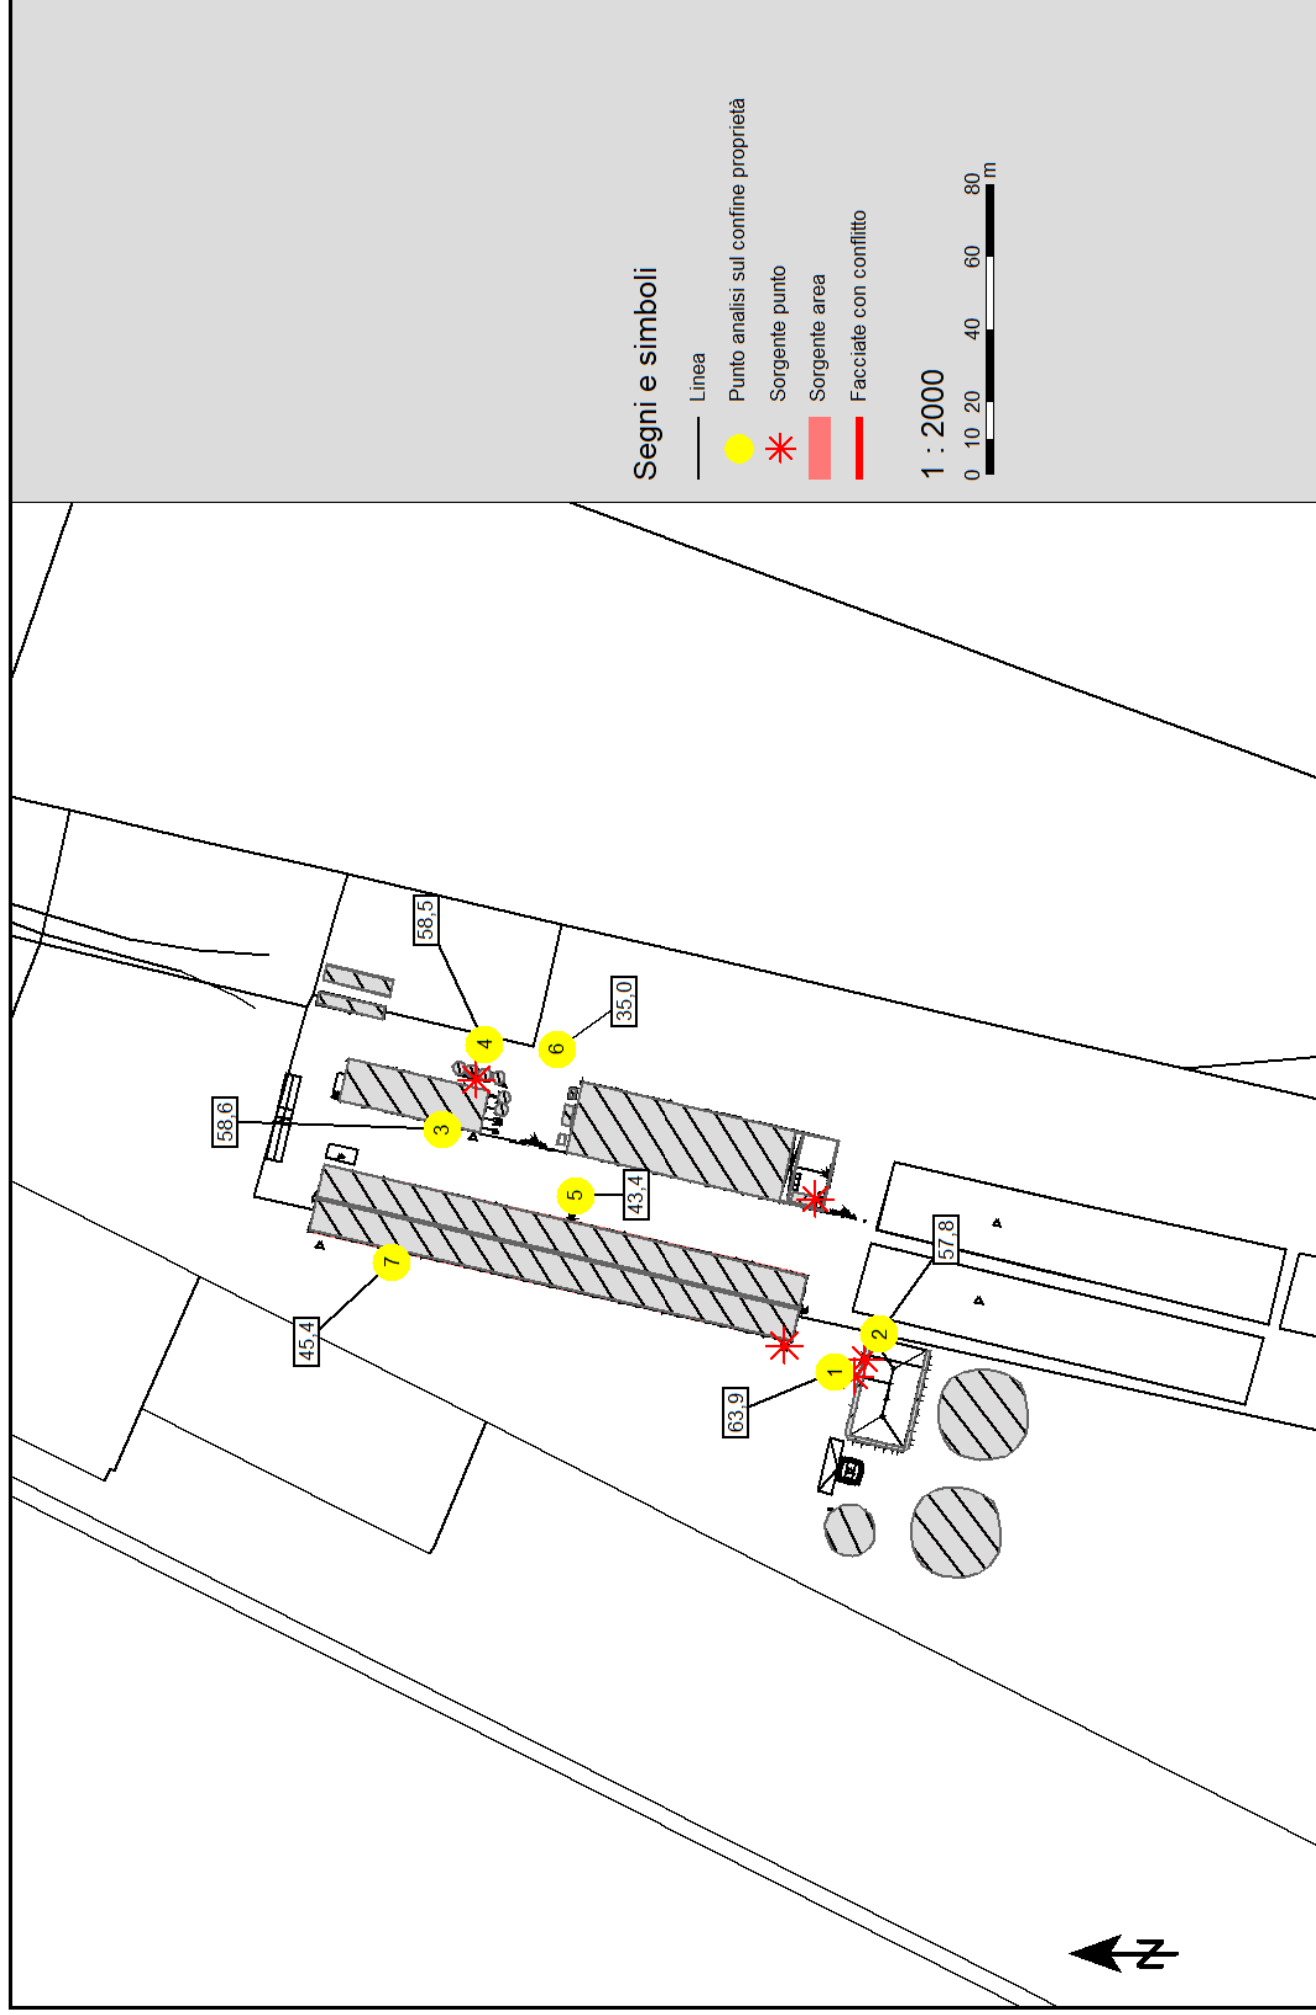 58,6
58,5
3
4
6
35,0
5
43,4
7
45,4
63,9
1
2
57,8
N
Segni e simboli
Linea
Punto analisi sul confine proprietà
Sorgente punto
Sorgente area
Facciate con conflitto
1 : 2000
0 10 20 40 60 80
m